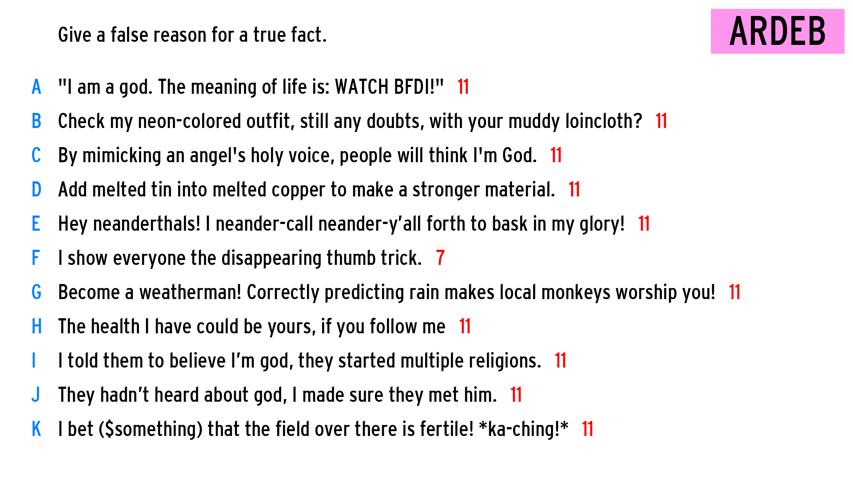 Give a false reason for a true fact.
ARDEB
A "I am a god. The meaning of life is: WATCH BFDI!" 11
B Check my neon-colored outfit, still any doubts, with your muddy loincloth? 11
C By mimicking an angel's holy voice, people will think I'm God. 11
D Add melted tin into melted copper to make a stronger material. 11
E Hey neanderthals! I neander-call neander-y'all forth to bask in my glory! 11
F I show everyone the disappearing thumb trick. 7
G Become a weatherman! Correctly predicting rain makes local monkeys worship you! 11
H The health I have could be yours, if you follow me 11
I I told them to believe I'm god, they started multiple religions. 11
J They hadn't heard about god, I made sure they met him. 11
K I bet ($something) that the field over there is fertile! *ka-ching!* 11